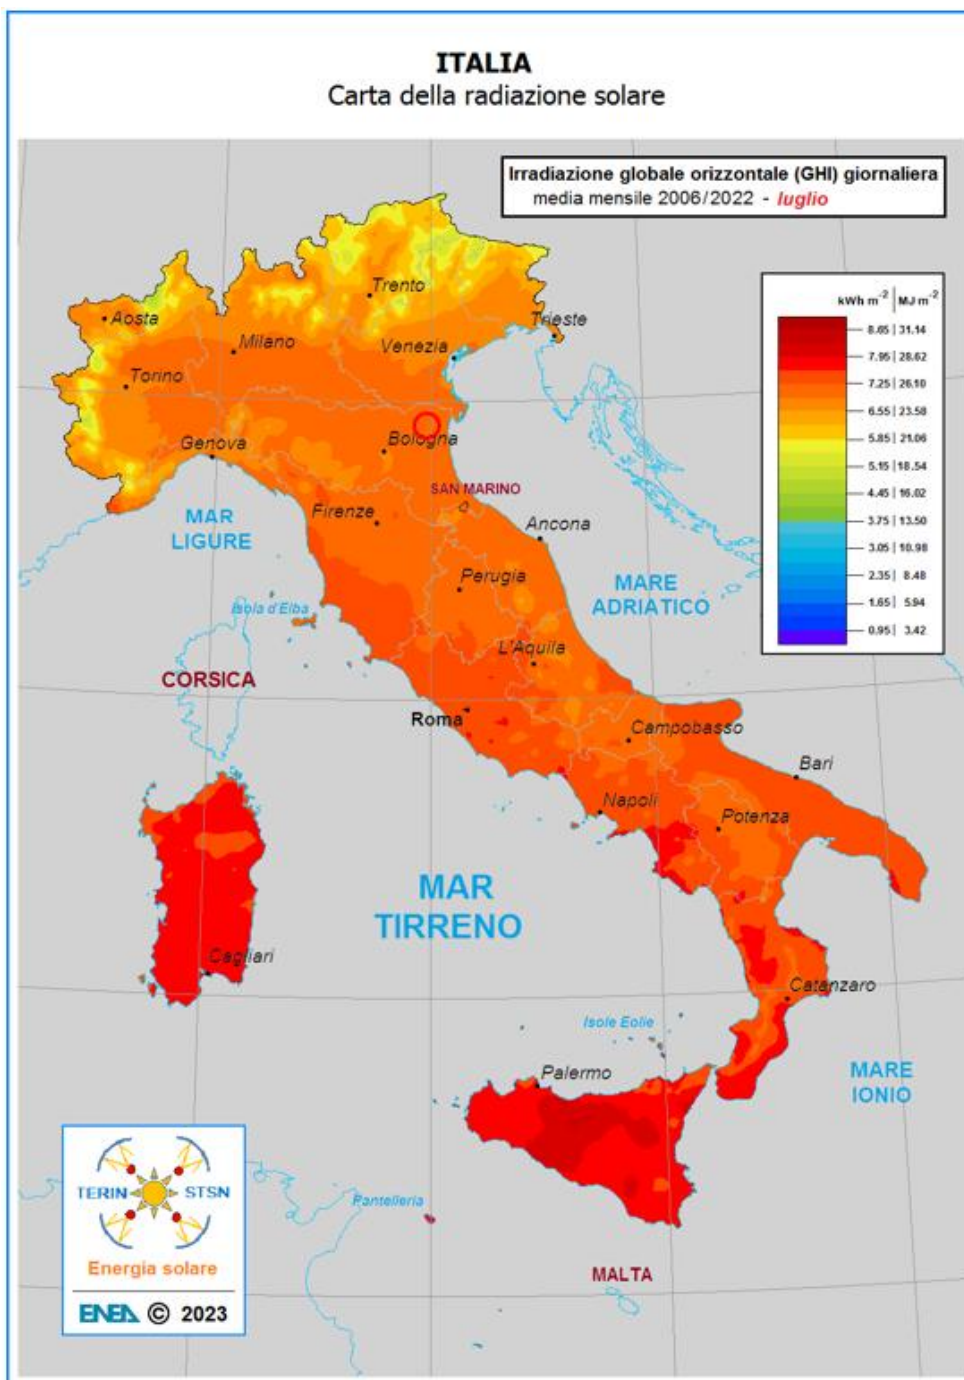 ITALIA
Carta della radiazione solare
Irradiazione globale orizzontale (GHI) giornaliera
media mensile 2006/2022 - luglio
kWh m-2 | MJ m-2
8.65 | 31.14
7.95 | 28.62
7.25 | 26.10
6.55 | 23.58
5.85 | 21.06
5.15 | 18.54
4.45 | 16.02
3.75 | 13.50
3.05 | 10.98
2.35 | 8.48
1.65 | 5.94
0.95 | 3.42
Trento
Aosta
Trieste
Milano
Venezia
Torino
Genova
Bologna
SAN MARINO
Firenze
Ancona
MAR
LIGURE
Perugia
MARE
ADRIATICO
Isola d'Elba
L'Aquila
CORSICA
Roma
Campobasso
Bari
Napoli
Potenza
MAR
TIRRENO
Cagliari
Catanzaro
Isole Eolie
Palermo
MARE
IONIO
Pantelleria
MALTA
TERIN STSN
Energia solare
ENEA © 2023